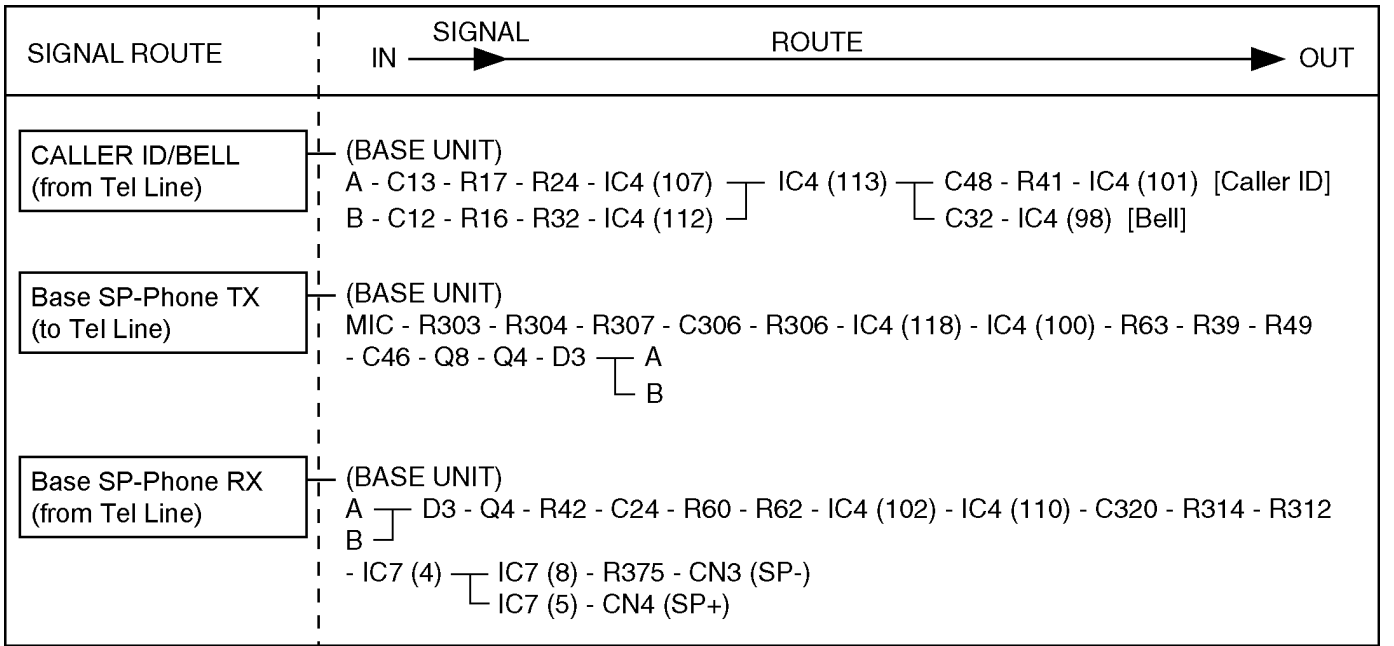 SIGNAL ROUTE
IN SIGNAL ROUTE OUT
CALLER ID/BELL
(from Tel Line)
(BASE UNIT)
A - C13 - R17 - R24 - IC4 (107) IC4 (113) C48 - R41 - IC4 (101) [Caller ID]
B - C12 - R16 - R32 - IC4 (112) C32 - IC4 (98) [Bell]
Base SP-Phone TX
(to Tel Line)
(BASE UNIT)
MIC - R303 - R304 - R307 - C306 - R306 - IC4 (118) - IC4 (100) - R63 - R39 - R49
- C46 - Q8 - Q4 - D3 A
B
Base SP-Phone RX
(from Tel Line)
(BASE UNIT)
A D3 - Q4 - R42 - C24 - R60 - R62 - IC4 (102) - IC4 (110) - C320 - R314 - R312
B
- IC7 (4) IC7 (8) - R375 - CN3 (SP-)
IC7 (5) - CN4 (SP+)